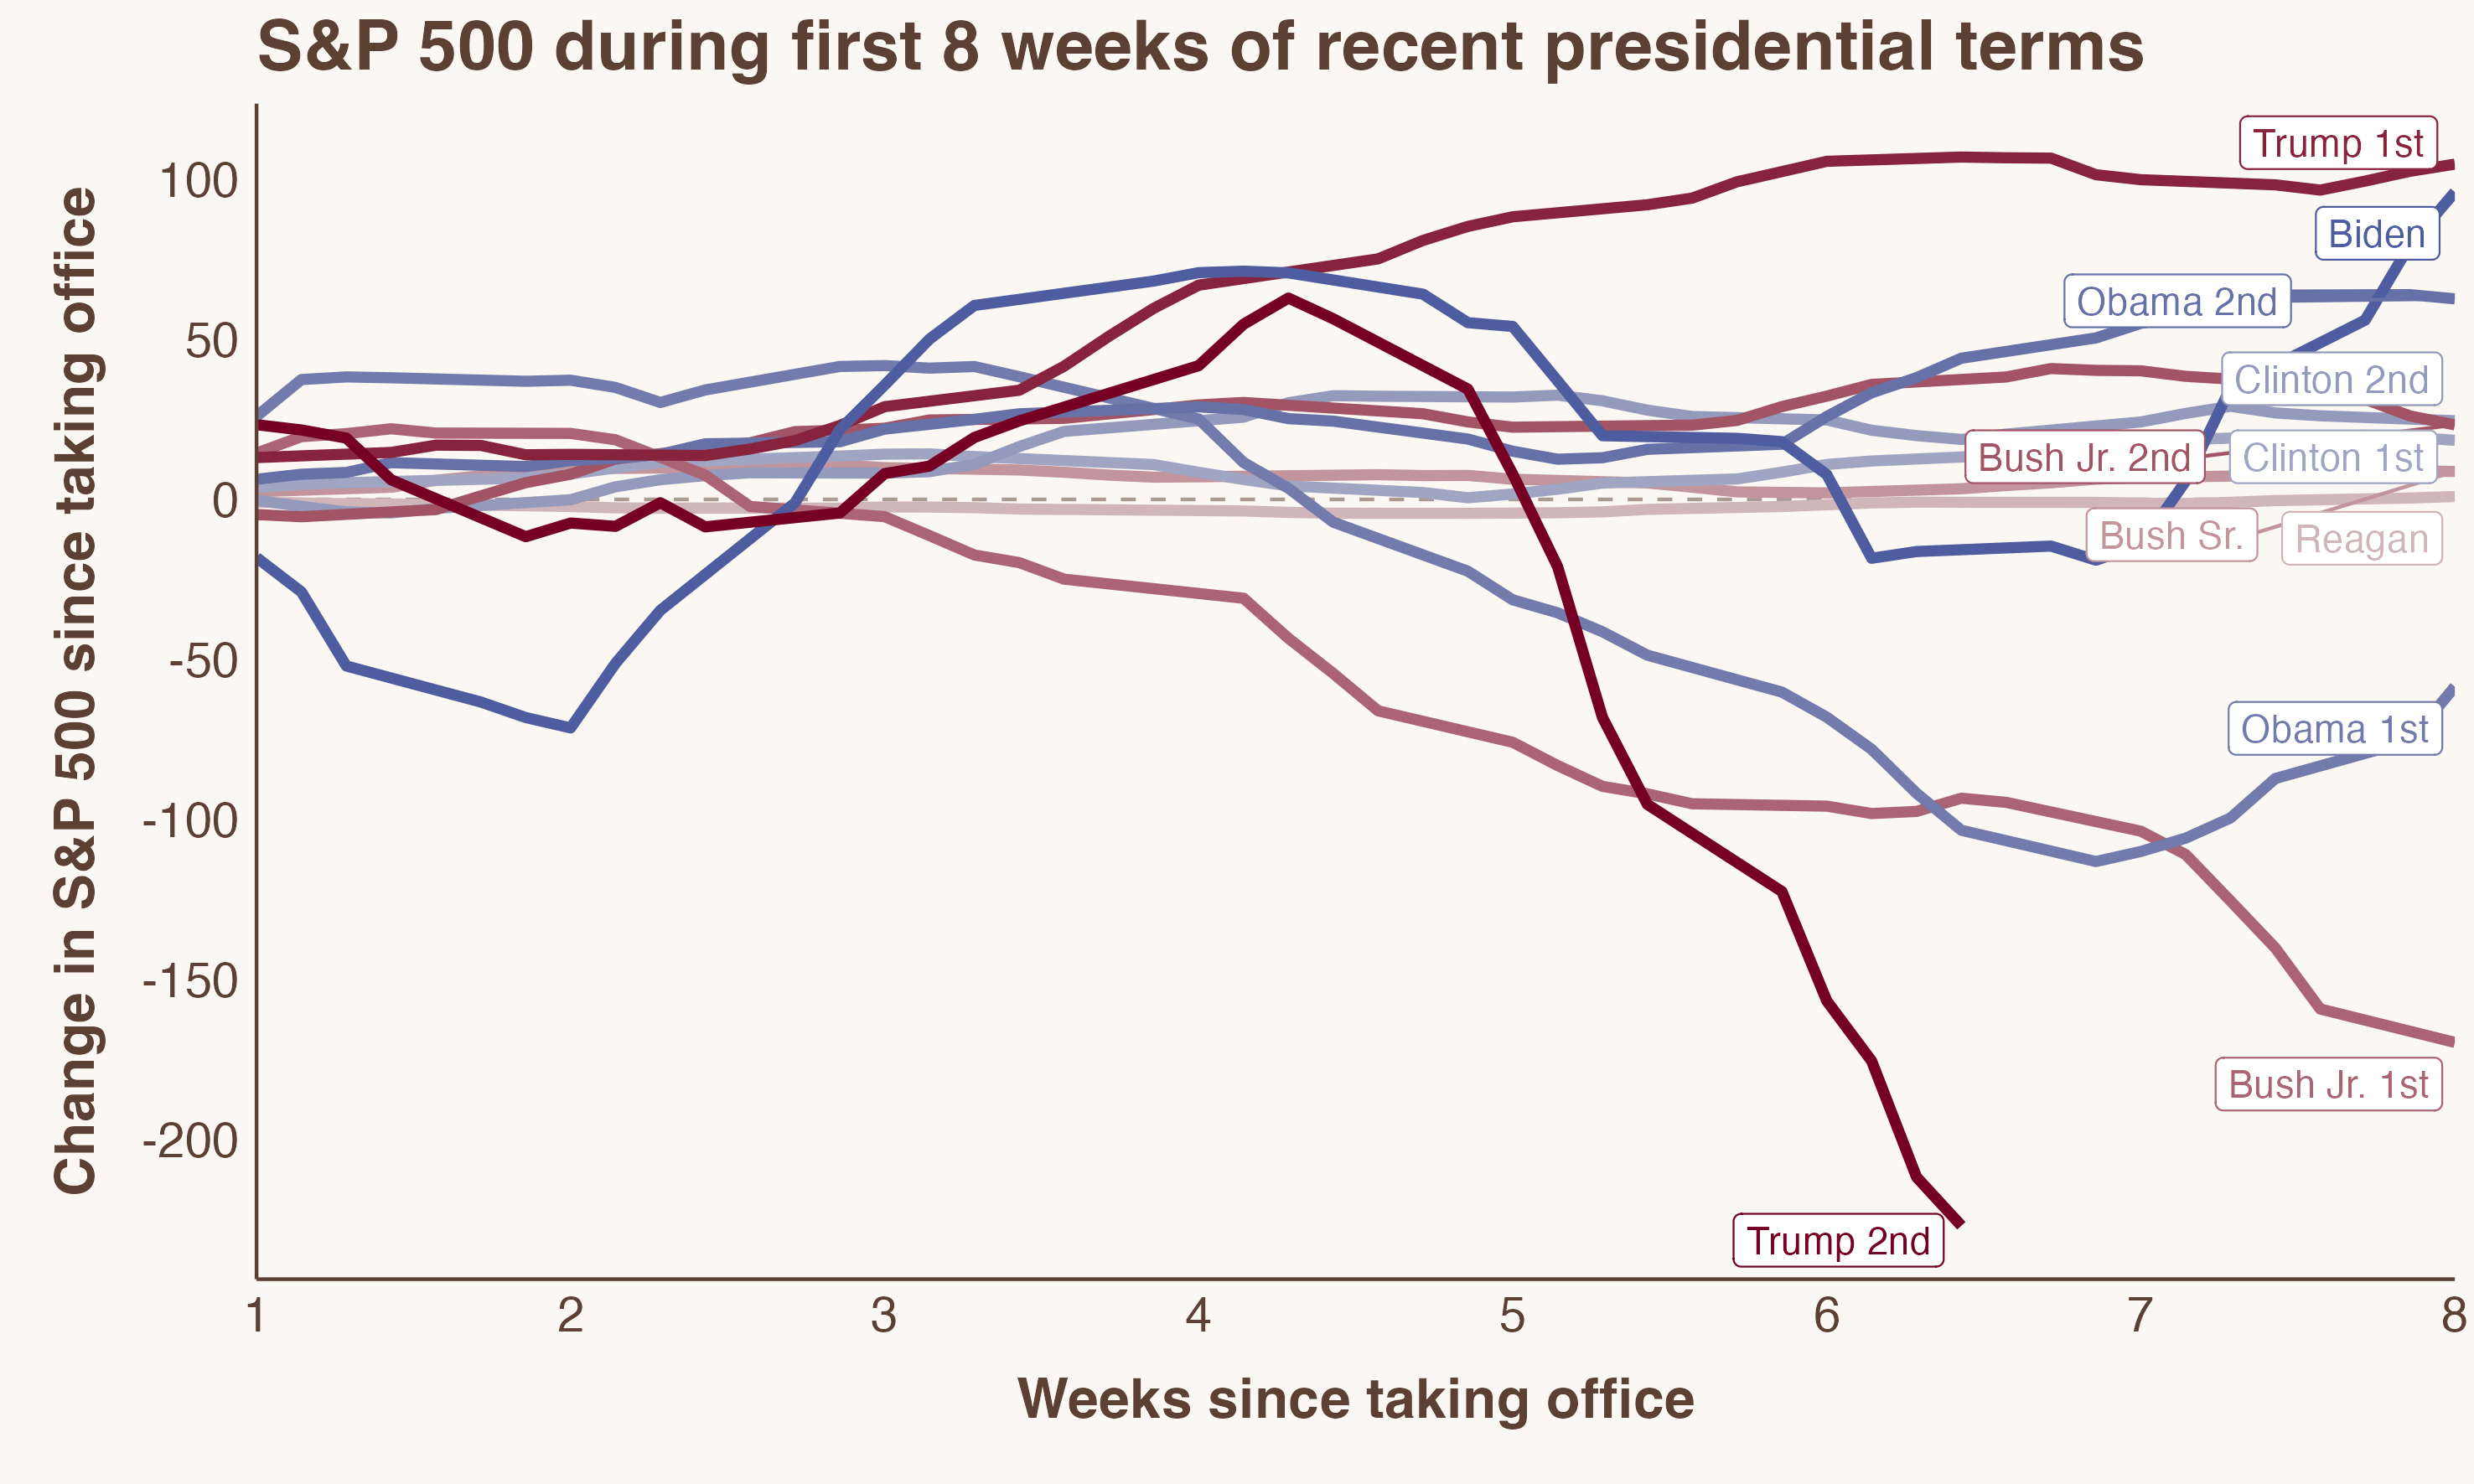 S&P 500 during first 8 weeks of recent presidential terms
Change in S&P 500 since taking office
100
50
0
-50
-100
-150
-200
Trump 1st
Biden
Obama 2nd
Clinton 2nd
Bush Jr. 2nd
Clinton 1st
Bush Sr.
Reagan
Obama 1st
Bush Jr. 1st
Trump 2nd
1 2 3 4 5 6 7 8
Weeks since taking office